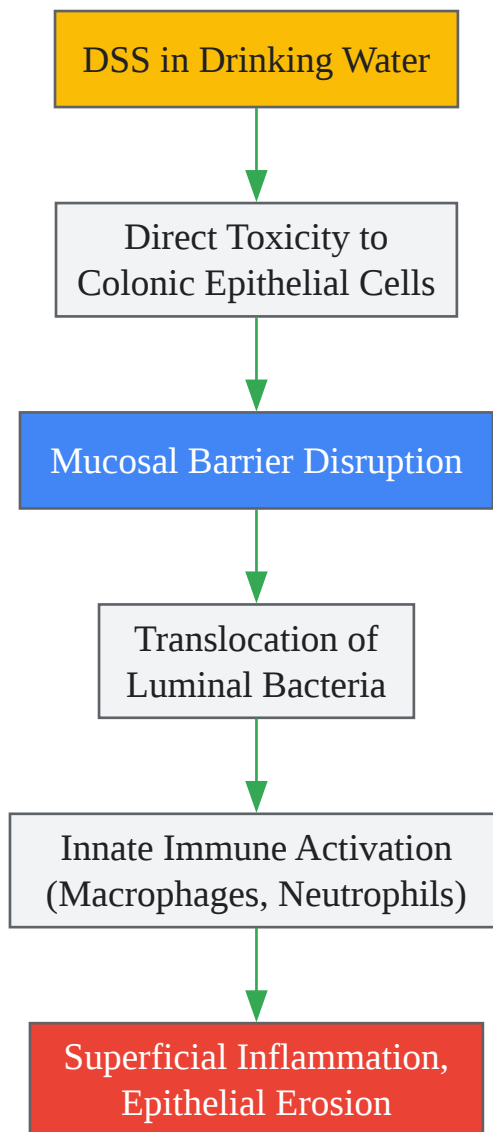 DSS in Drinking Water
Direct Toxicity to
Colonic Epithelial Cells
Mucosal Barrier Disruption
Translocation of
Luminal Bacteria
Innate Immune Activation
(Macrophages, Neutrophils)
Superficial Inflammation,
Epithelial Erosion